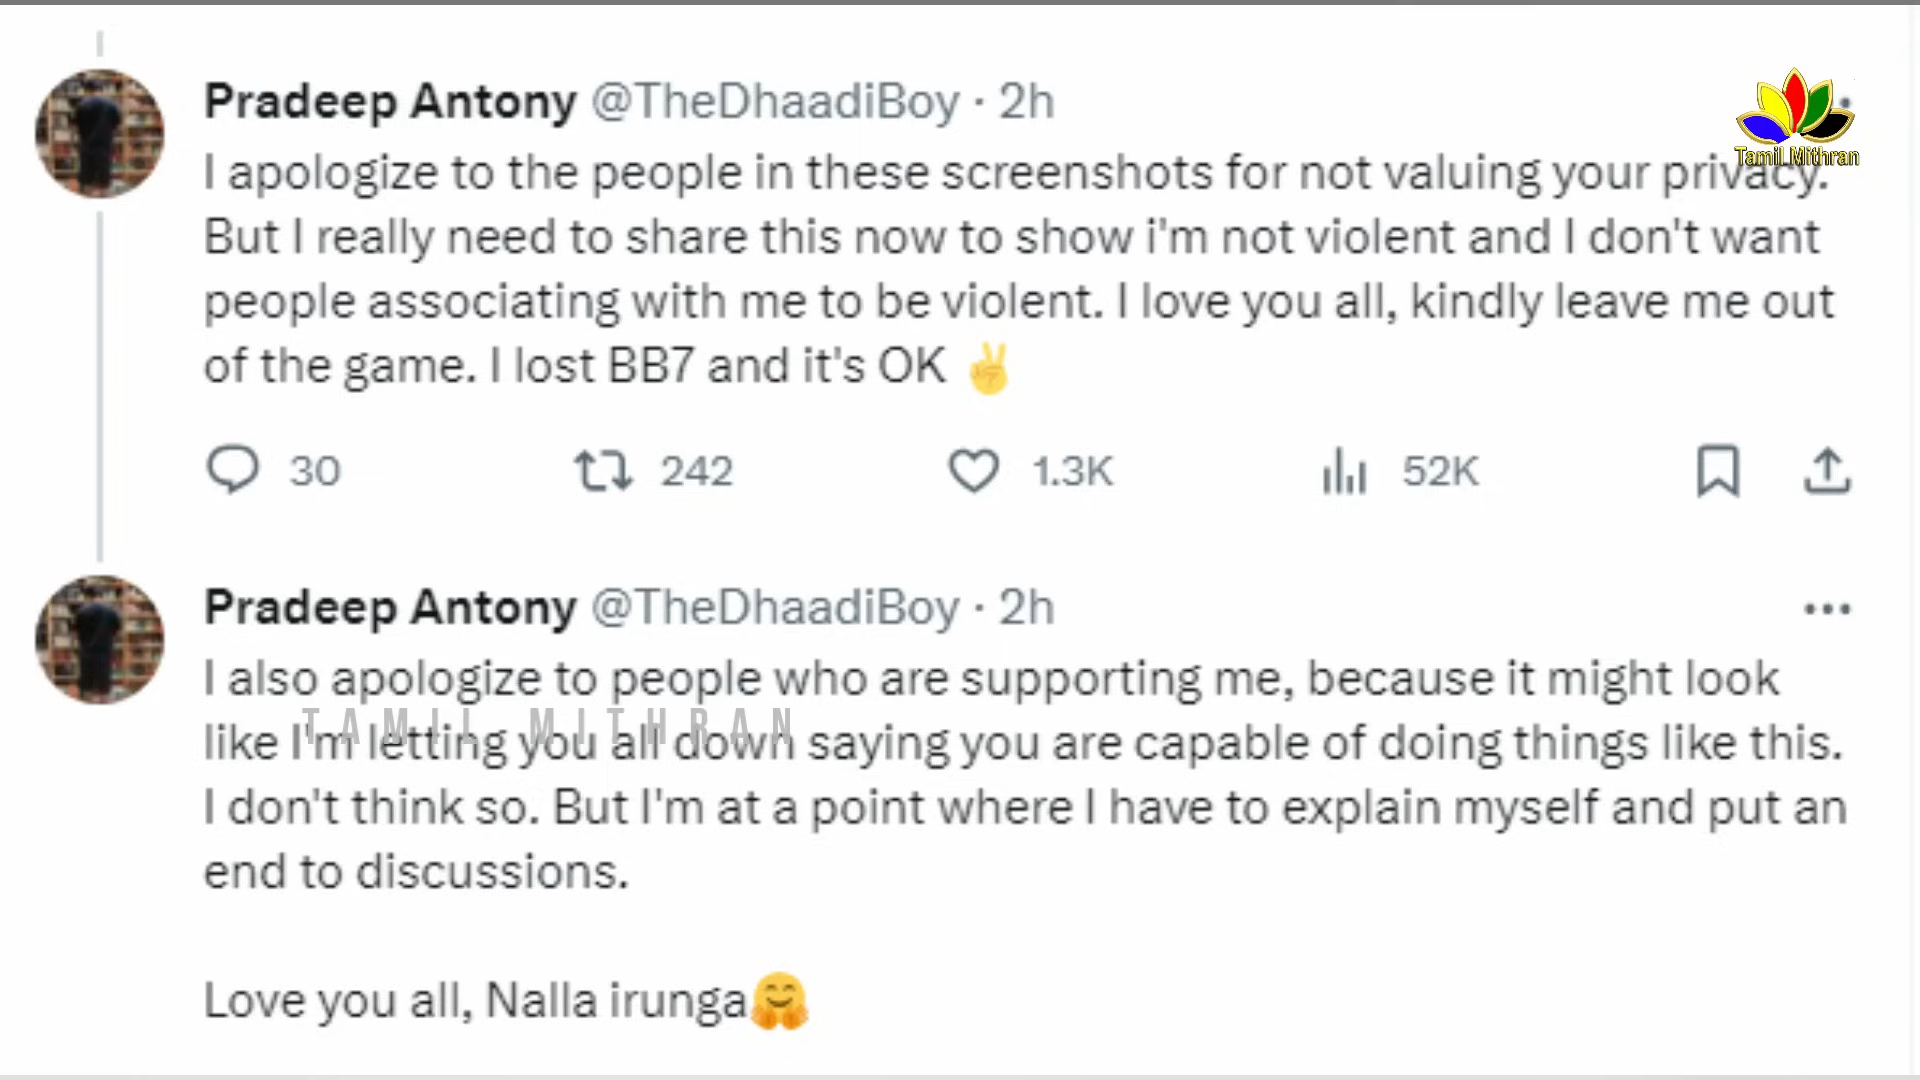 Pradeep Antony @TheDhaadiBoy · 2h
Tamil Mithran
I apologize to the people in these screenshots for not valuing your privacy.
But I really need to share this now to show i'm not violent and I don't want
people associating with me to be violent. I love you all, kindly leave me out
of the game. I lost BB7 and it's OK ✌️
30 242 1.3K 52K
Pradeep Antony @TheDhaadiBoy · 2h
I also apologize to people who are supporting me, because it might look
TAMIL MITHRAN
like I'm letting you all down saying you are capable of doing things like this.
I don't think so. But I'm at a point where I have to explain myself and put an
end to discussions.
Love you all, Nalla irunga🤗